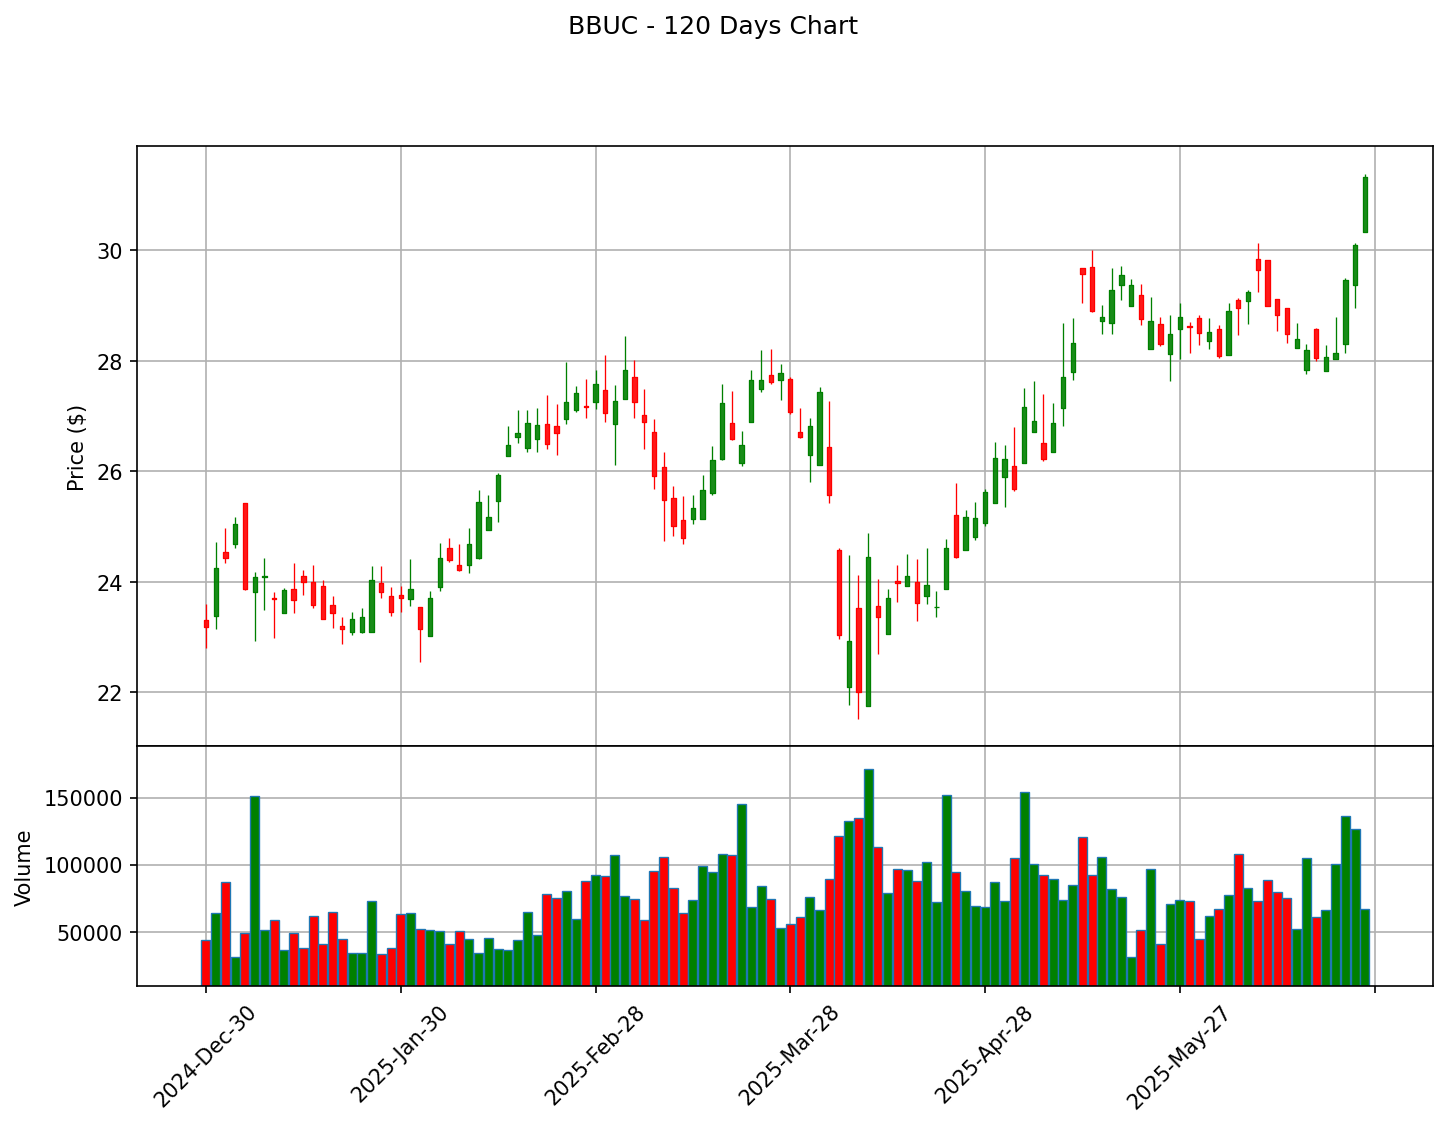 BBUC - 120 Days Chart
Price ($)
30
28
26
24
22
Volume
150000
100000
50000
2024-Dec-30
2025-Jan-30
2025-Feb-28
2025-Mar-28
2025-Apr-28
2025-May-27